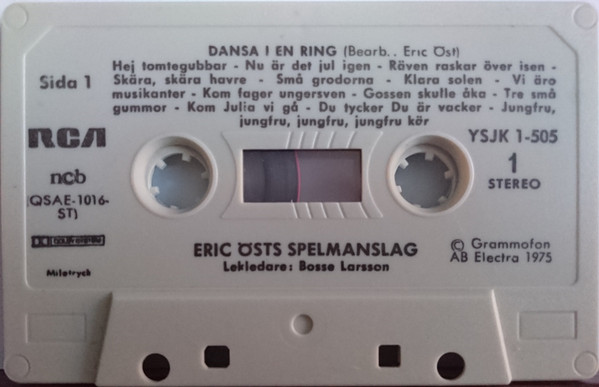 DANSA I EN RING (Bearb.. Eric Öst)
Hej tomtegubbar - Nu är det jul igen - Räven raskar över isen -
Sida 1
Skära, skära havre - Små grodorna - Klara solen - Vi äro
musikanter - Kom fager ungersven - Gossen skulle åka - Tre små
gummor - Kom Julia vi gå - Du tycker Du är vacker - Jungfru,
jungfru, jungfru, jungfru kör
RCA
YSJK 1-505
ncb
1
STEREO
(QSAE-1016-
ST)
ERIC ÖSTS SPELMANSLAG
Lekledare: Bosse Larsson
© Grammofon
AB Electra 1975
Miletryck